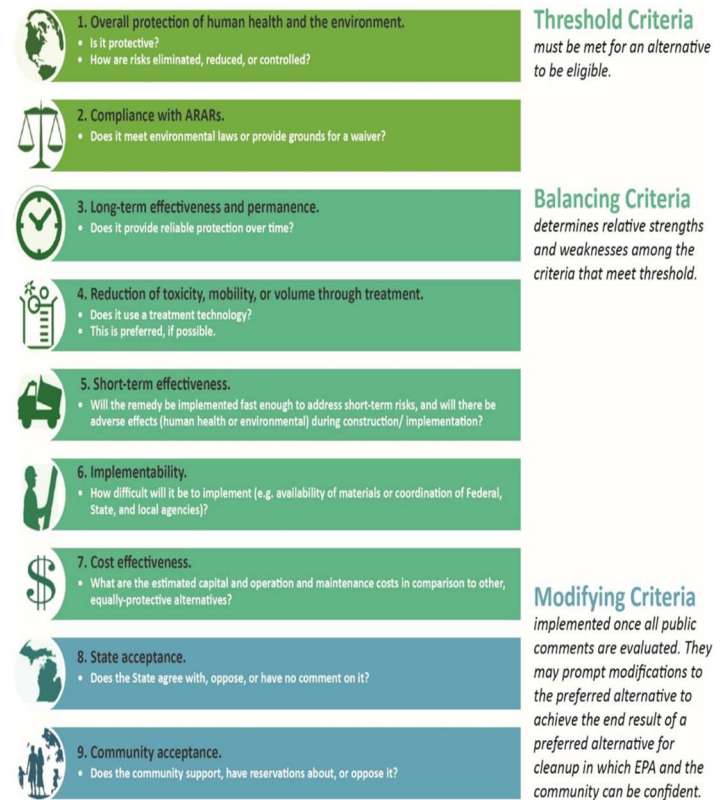 1. Overall protection of human health and the environment.
• Is it protective?
• How are risks eliminated, reduced, or controlled?
Threshold Criteria
must be met for an alternative
to be eligible.
2. Compliance with ARARs.
• Does it meet environmental laws or provide grounds for a waiver?
3. Long-term effectiveness and permanence.
• Does it provide reliable protection over time?
Balancing Criteria
determines relative strengths
and weaknesses among the
criteria that meet threshold.
4. Reduction of toxicity, mobility, or volume through treatment.
• Does it use a treatment technology?
• This is preferred, if possible.
5. Short-term effectiveness.
• Will the remedy be implemented fast enough to address short-term risks, and will there be
adverse effects (human health or environmental) during construction/ implementation?
6. Implementability.
• How difficult will it be to implement (e.g. availability of materials or coordination of Federal,
State, and local agencies)?
7. Cost effectiveness.
• What are the estimated capital and operation and maintenance costs in comparison to other,
equally-protective alternatives?
$
8. State acceptance.
• Does the State agree with, oppose, or have no comment on it?
9. Community acceptance.
• Does the community support, have reservations about, or oppose it?
Modifying Criteria
implemented once all public
comments are evaluated. They
may prompt modifications to
the preferred alternative to
achieve the end result of a
preferred alternative for
cleanup in which EPA and the
community can be confident.